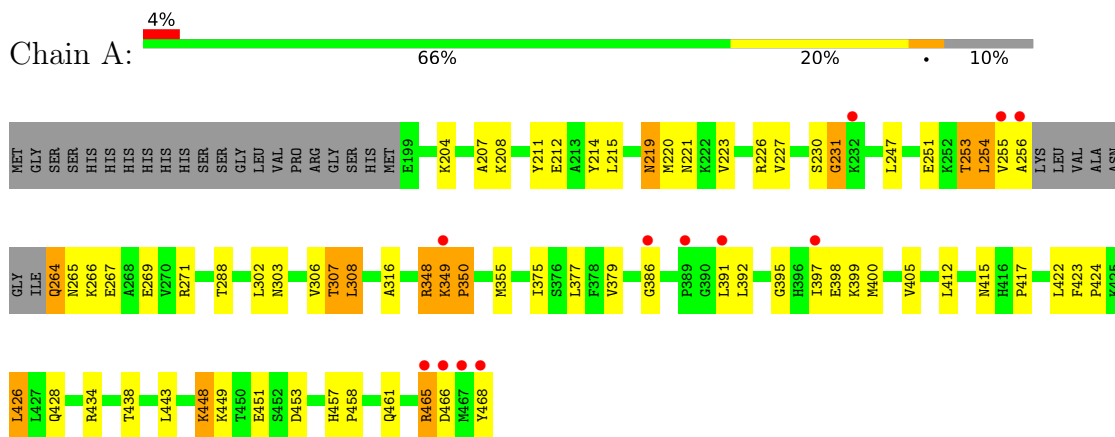 4%
Chain A:
66% 20% • 10%
MET GLY SER SER HIS HIS HIS HIS HIS HIS SER SER GLY LEU VAL PRO ARG GLY SER HIS MET E199 K204 A207 K208 Y211 E212 A213 Y214 L215 N219 M220 N221 K222 V223 R226 V227 S230 G231 K232 L247 E251 K252 T253 L254 V255 A256 LYS LEU VAL ALA ASN
GLY ILE Q264 N265 K266 E267 A268 E269 V270 R271 T288 L302 N303 V306 T307 L308 A316 R348 K349 P350 M355 I375 S376 L377 F378 V379 G386 P389 G390 L391 L392 G395 H396 I397 E398 K399 M400 V405 L412 N415 H416 P417 L422 F423 P424 K425
L426 L427 Q428 R434 T438 L443 K448 K449 T450 E451 S452 D453 H457 P458 Q461 R465 D466 M467 Y468